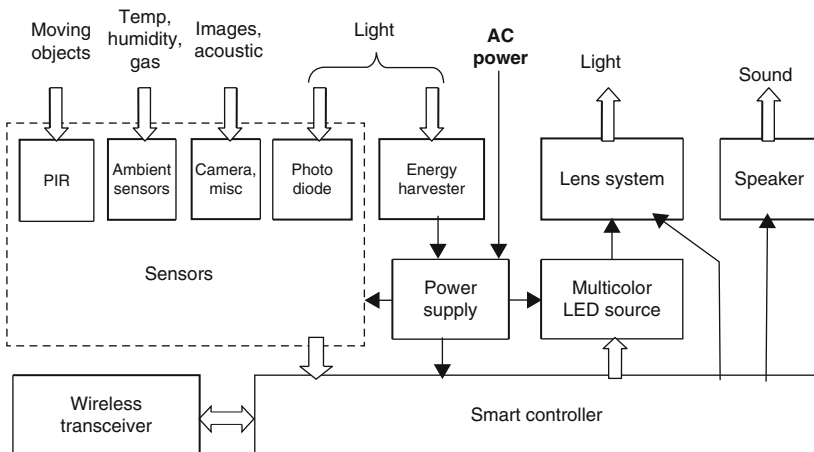 Moving
objects
Temp,
humidity,
gas
Images,
acoustic
Light
AC
power
Light
Sound
PIR
Ambient
sensors
Camera,
misc
Photo
diode
Energy
harvester
Lens system
Speaker
Sensors
Power
supply
Multicolor
LED source
Wireless
transceiver
Smart controller